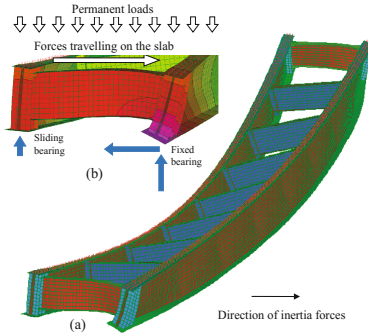 Permanent loads
Forces travelling on the slab
Sliding
bearing
Fixed
bearing
(b)
(a)
Direction of inertia forces